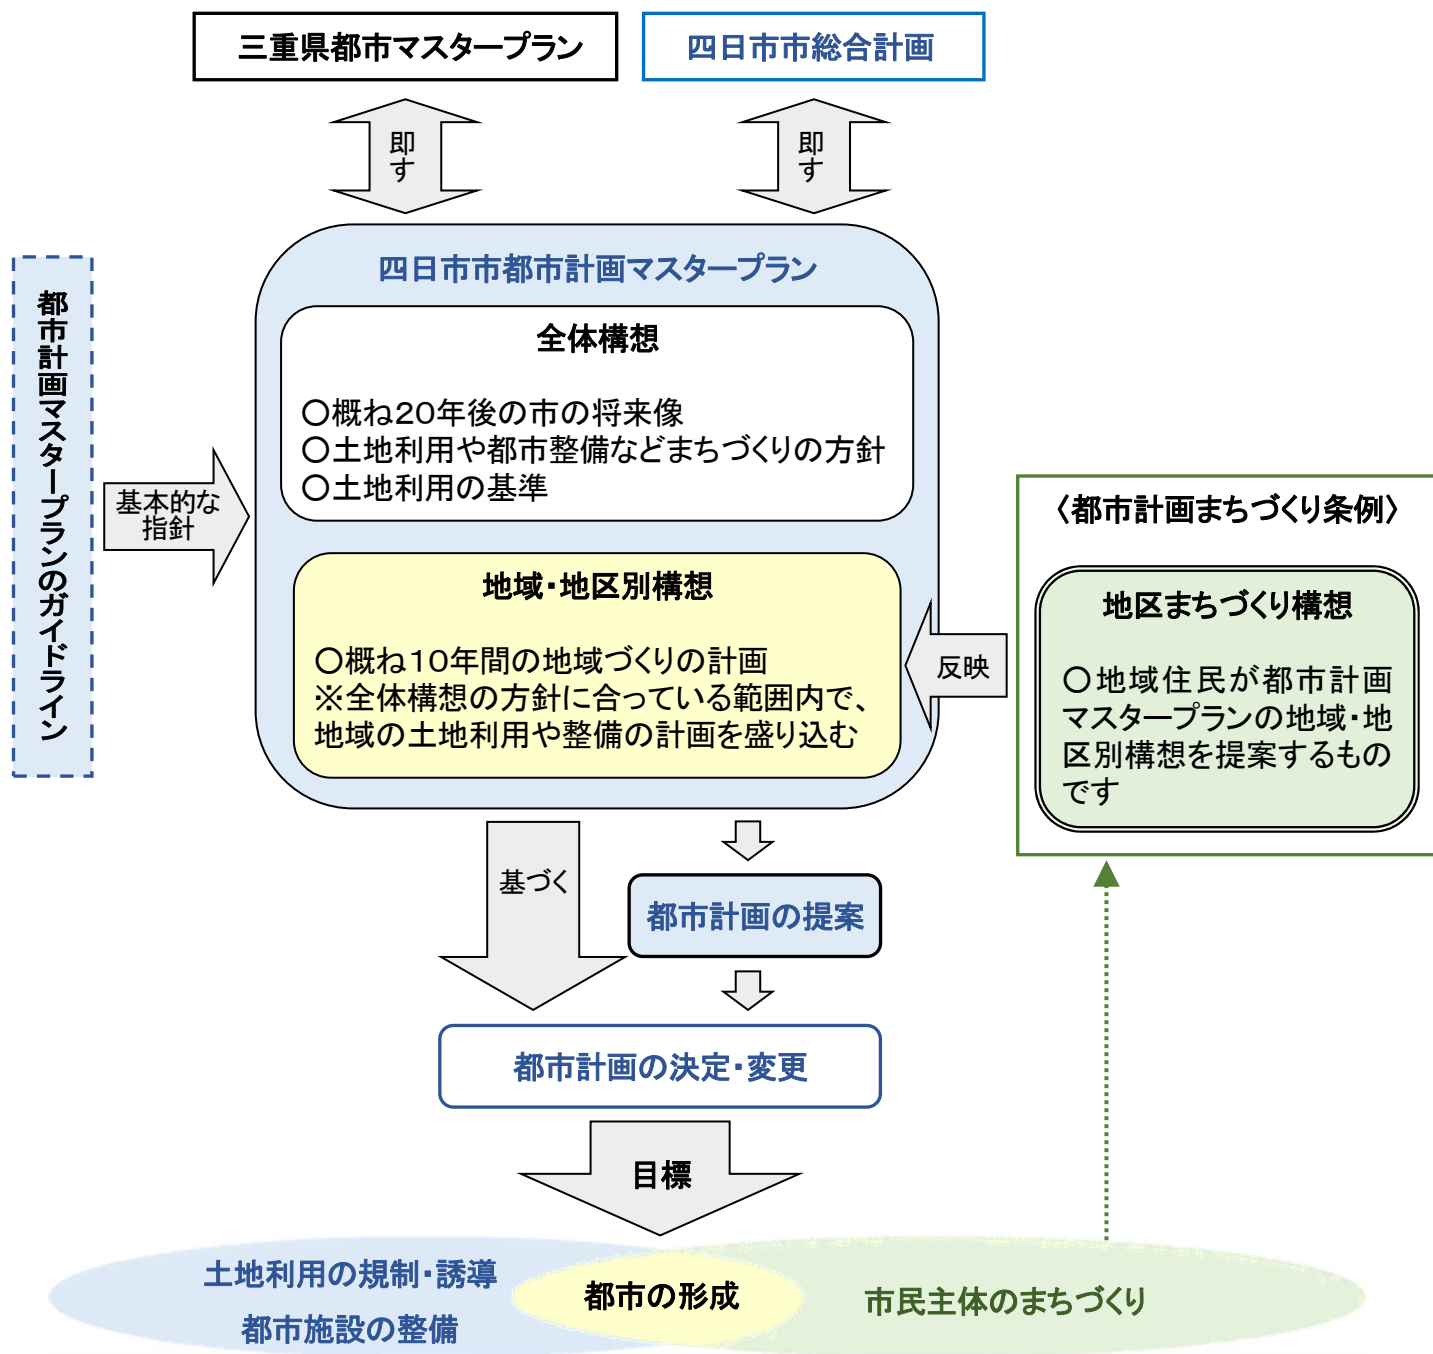 三重県都市マスタープラン
四日市市総合計画
即す
即す
四日市市都市計画マスタープラン
都市計画マスタープランのガイドライン
基本的な
指針
全体構想
〇概ね20年後の市の将来像
〇土地利用や都市整備などまちづくりの方針
〇土地利用の基準
地域・地区別構想
〇概ね10年間の地域づくりの計画
※全体構想の方針に合っている範囲内で、
地域の土地利用や整備の計画を盛り込む
反映
〈都市計画まちづくり条例〉
地区まちづくり構想
〇地域住民が都市計画
マスタープランの地域・地
区別構想を提案するもの
です
基づく
都市計画の提案
都市計画の決定・変更
目標
土地利用の規制・誘導
都市施設の整備
都市の形成
市民主体のまちづくり